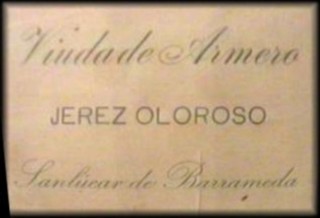 Viuda de Armero
JEREZ OLOROSO
Sanlúcar de Barrameda